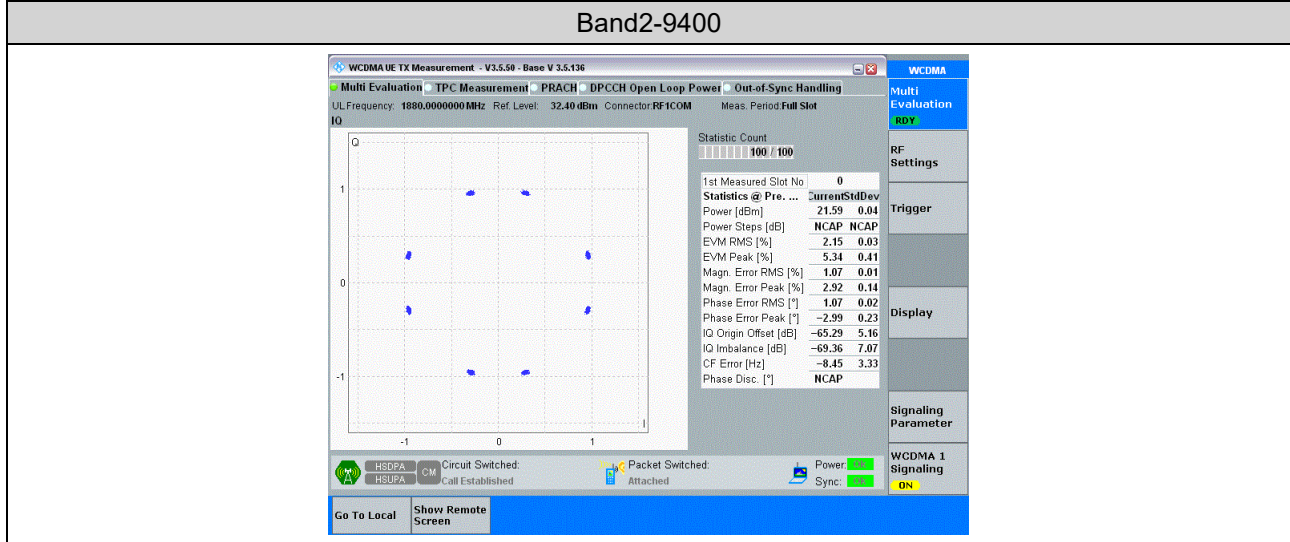 Band2-9400
WCDMA UE TX Measurement - V3.5.50 - Base V 3.5.136
WCDMA
Multi Evaluation TPC Measurement PRACH DPCCH Open Loop Power Out-of-Sync Handling
Multi
Evaluation
RDY
UL Frequency: 1880.0000000 MHz Ref. Level: 32.40 dBm Connector: RF1COM Meas. Period: Full Slot
IQ
Q
1
0
-1
-1 0 1
I
Statistic Count
100 / 100
1st Measured Slot No 0
Statistics @ Pre. ... Current StdDev
Power [dBm] 21.59 0.04
Power Steps [dB] NCAP NCAP
EVM RMS [%] 2.15 0.03
EVM Peak [%] 5.34 0.41
Magn. Error RMS [%] 1.07 0.01
Magn. Error Peak [%] 2.92 0.14
Phase Error RMS [°] 1.07 0.02
Phase Error Peak [°] −2.99 0.23
IQ Origin Offset [dB] −65.29 5.16
IQ Imbalance [dB] −69.36 7.07
CF Error [Hz] −8.45 3.33
Phase Disc. [°] NCAP
RF
Settings
Trigger
Display
Signaling
Parameter
WCDMA 1
Signaling
ON
HSDPA
HSUPA
CM
Circuit Switched:
Call Established
Packet Switched:
Attached
Power: OK
Sync: OK
Go To Local
Show Remote
Screen